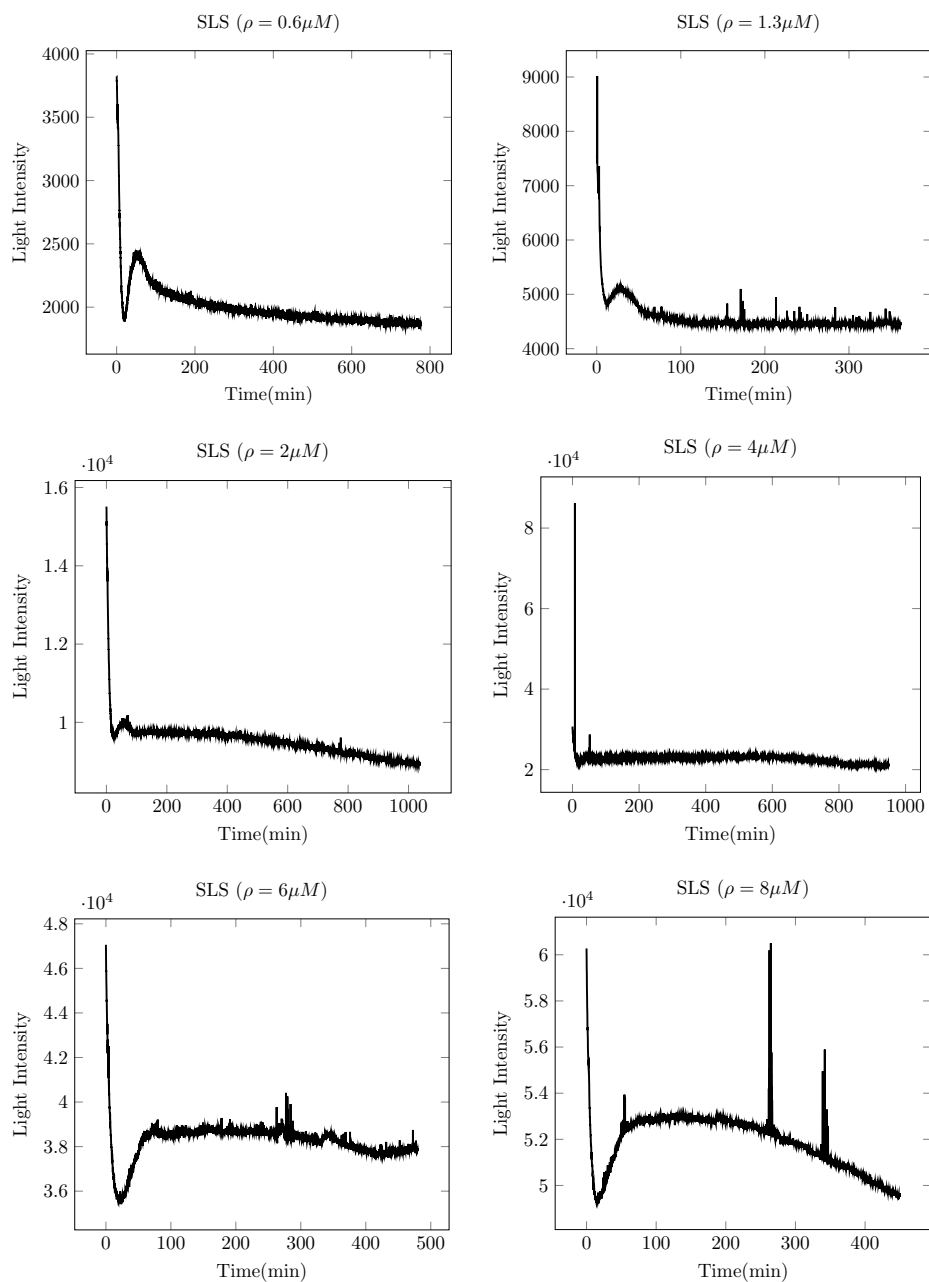 SLS (ρ = 0.6μM)
4000
3500
3000
2500
2000
Light Intensity
0 200 400 600 800
Time(min)
SLS (ρ = 1.3μM)
9000
8000
7000
6000
5000
4000
Light Intensity
0 100 200 300
Time(min)
SLS (ρ = 2μM)
·10^4
1.6
1.4
1.2
1
Light Intensity
0 200 400 600 800 1000
Time(min)
SLS (ρ = 4μM)
·10^4
8
6
4
2
Light Intensity
0 200 400 600 800 1000
Time(min)
SLS (ρ = 6μM)
·10^4
4.8
4.6
4.4
4.2
4
3.8
3.6
Light Intensity
0 100 200 300 400 500
Time(min)
SLS (ρ = 8μM)
·10^4
6
5.8
5.6
5.4
5.2
5
Light Intensity
0 100 200 300 400
Time(min)